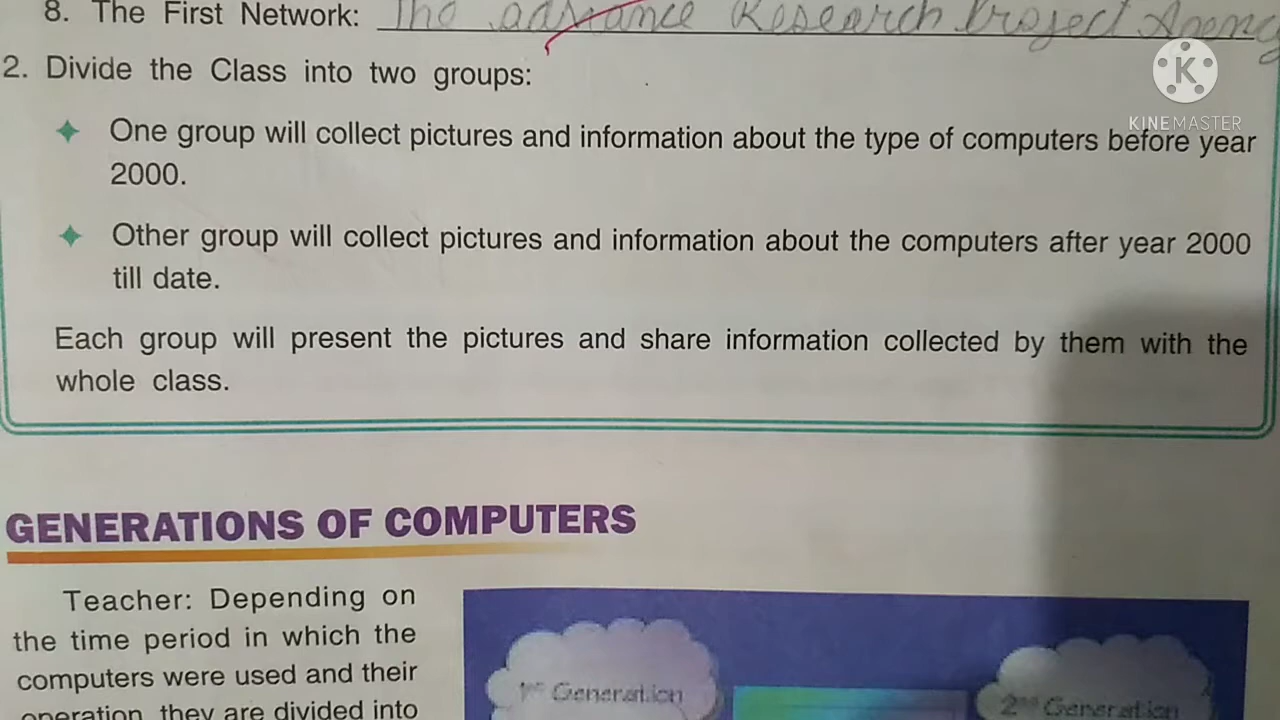 8. The First Network: The advance Research Project Agency
2. Divide the Class into two groups:
K
KINEMASTER
One group will collect pictures and information about the type of computers before year
2000.
Other group will collect pictures and information about the computers after year 2000
till date.
Each group will present the pictures and share information collected by them with the
whole class.
GENERATIONS OF COMPUTERS
Teacher: Depending on
the time period in which the
computers were used and their
operation, they are divided into
1st Generation
2nd Generation